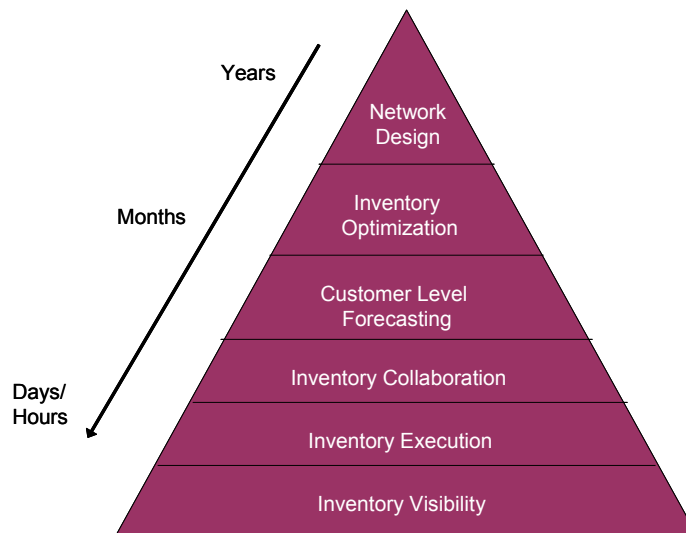 Years
Network
Design
Months
Inventory
Optimization
Customer Level
Forecasting
Days/
Hours
Inventory Collaboration
Inventory Execution
Inventory Visibility